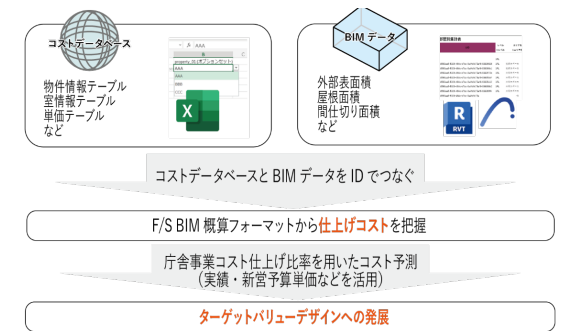 コストデータベース
物件情報テーブル
室情報テーブル
単価テーブル
など
AAA
AAA
AAA
X
BIM データ
外部表面積
屋根面積
間仕切り面積
など
R
RVT
コストデータベースと BIM データを ID でつなぐ
F/S BIM 概算フォーマットから仕上げコストを把握
庁舎事業コスト仕上げ比率を用いたコスト予測
(実績・新営予算単価などを活用)
ターゲットバリューデザインへの発展